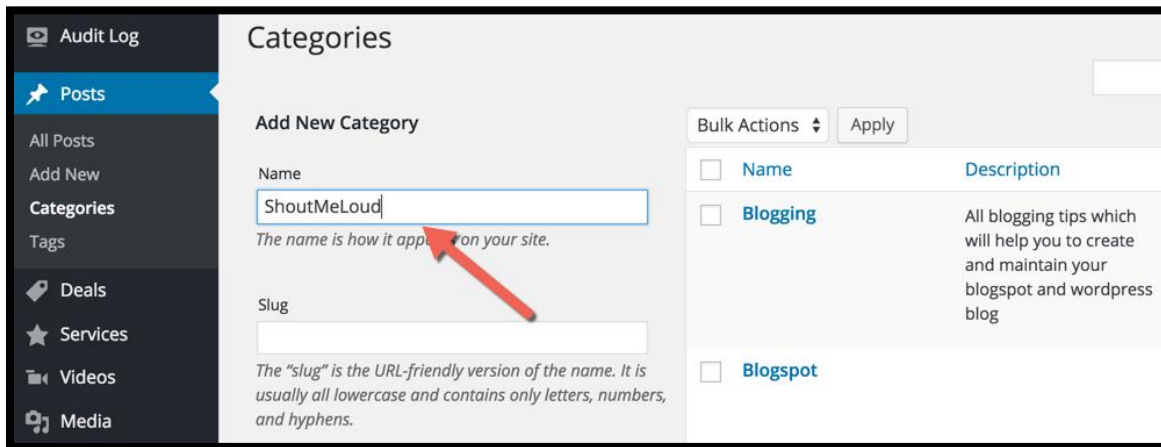 Audit Log
Posts
All Posts
Add New
Categories
Tags
Deals
Services
Videos
Media
Categories
Add New Category
Name
ShoutMeLoud
The name is how it appears on your site.
Slug
The “slug” is the URL-friendly version of the name. It is
usually all lowercase and contains only letters, numbers,
and hyphens.
Bulk Actions
Apply
Name
Description
Blogging
All blogging tips which
will help you to create
and maintain your
blogspot and wordpress
blog
Blogspot